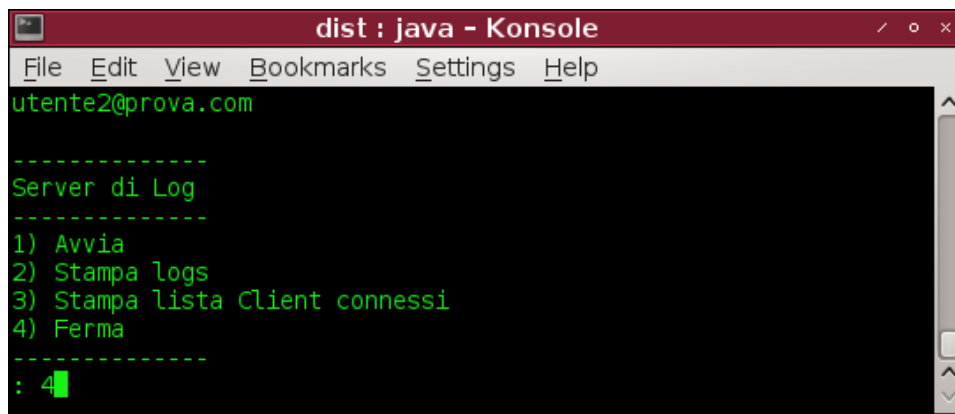 dist : java - Konsole
File Edit View Bookmarks Settings Help
utente2@prova.com
--------------
Server di Log
--------------
1) Avvia
2) Stampa logs
3) Stampa lista Client connessi
4) Ferma
--------------
: 4